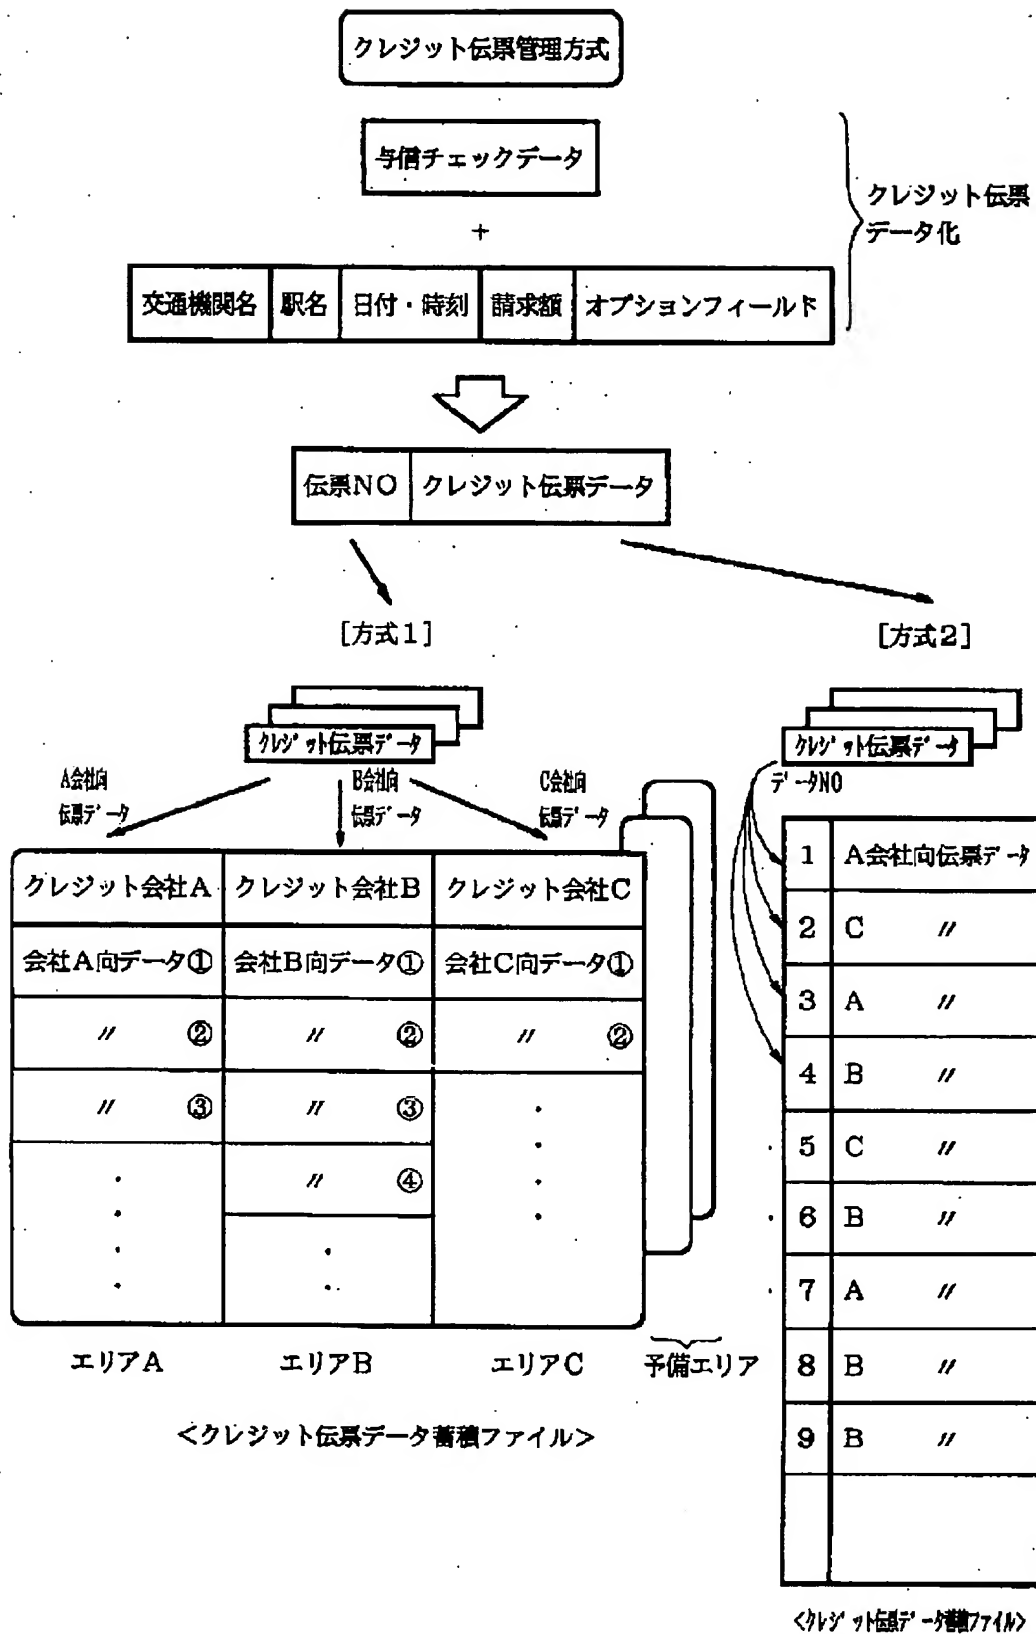 クレジット伝票管理方式
与信チェックデータ
クレジット伝票
データ化
+
交通機関名 駅名 日付・時刻 請求額 オプションフィールド
伝票NO クレジット伝票データ
[方式1]
[方式2]
クレジット伝票データ
クレジット伝票データ
A会社向
伝票データ
B会社向
伝票データ
C会社向
伝票データ
データNO
クレジット会社A クレジット会社B クレジット会社C
会社A向データ① 会社B向データ① 会社C向データ①
〃 ② 〃 ② 〃 ②
〃 ③ 〃 ③
〃 ④
エリアA エリアB エリアC 予備エリア
<クレジット伝票データ蓄積ファイル>
1 A会社向伝票データ
2 C 〃
3 A 〃
4 B 〃
5 C 〃
6 B 〃
7 A 〃
8 B 〃
9 B 〃
<クレジット伝票データ蓄積ファイル>